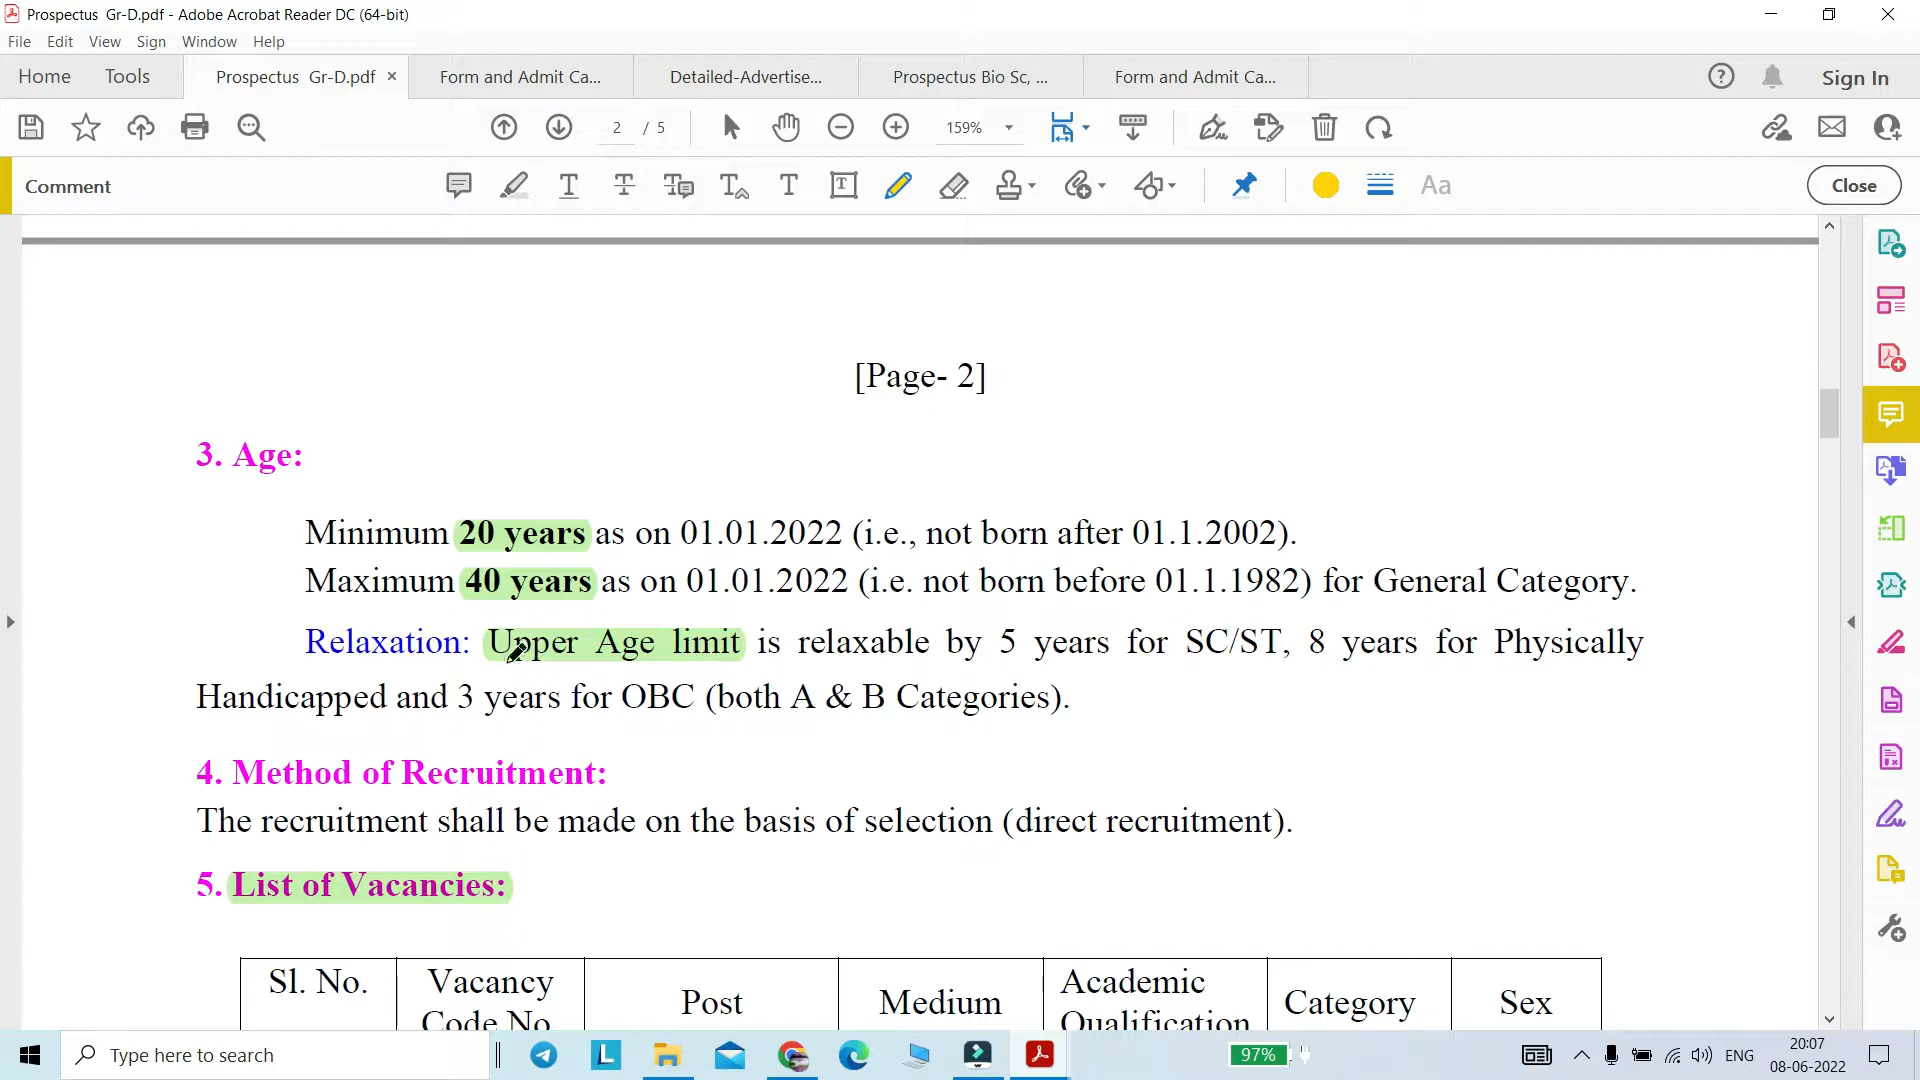 Prospectus  Gr-D.pdf - Adobe Acrobat Reader DC (64-bit)
File Edit View Sign Window Help
Home Tools Prospectus  Gr-D.pdf × Form and Admit Ca... Detailed-Advertise... Prospectus Bio Sc, ... Form and Admit Ca... Sign In
2 / 5 159%
Comment Aa Close
[Page- 2]
3. Age:
Minimum 20 years as on 01.01.2022 (i.e., not born after 01.1.2002).
Maximum 40 years as on 01.01.2022 (i.e. not born before 01.1.1982) for General Category.
Relaxation: Upper Age limit is relaxable by 5 years for SC/ST, 8 years for Physically
Handicapped and 3 years for OBC (both A & B Categories).
4. Method of Recruitment:
The recruitment shall be made on the basis of selection (direct recruitment).
5. List of Vacancies:
Sl. No. Vacancy Code No Post Medium Academic Qualification Category Sex
Type here to search 97% ENG 20:07
08-06-2022